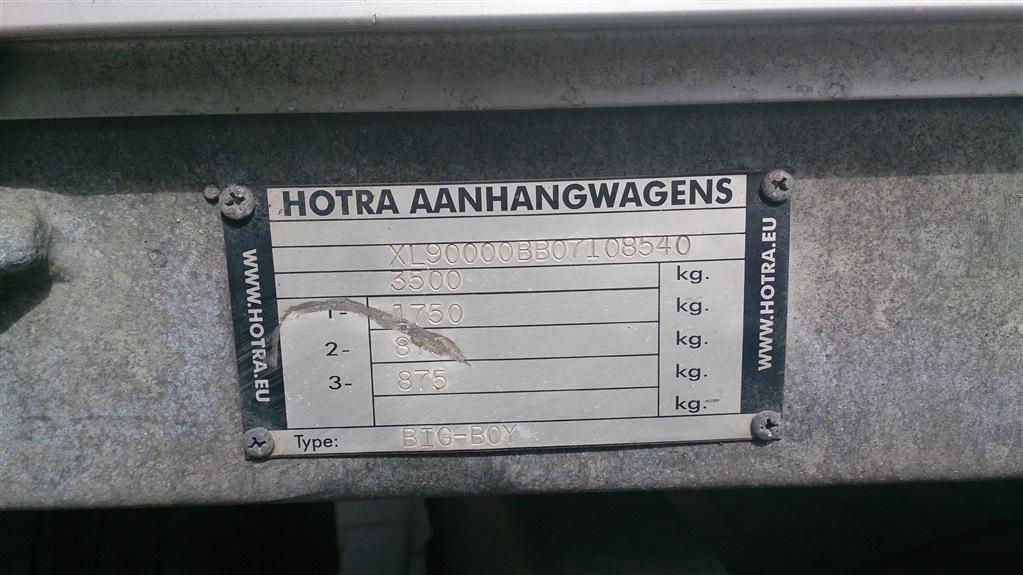 HOTRA AANHANGWAGENS
XL90000BB07108540
3500 kg.
1- 1750 kg.
2- 875 kg.
3- 875 kg.
kg.
Type: BIG-BOY
WWW.HOTRA.EU
WWW.HOTRA.EU